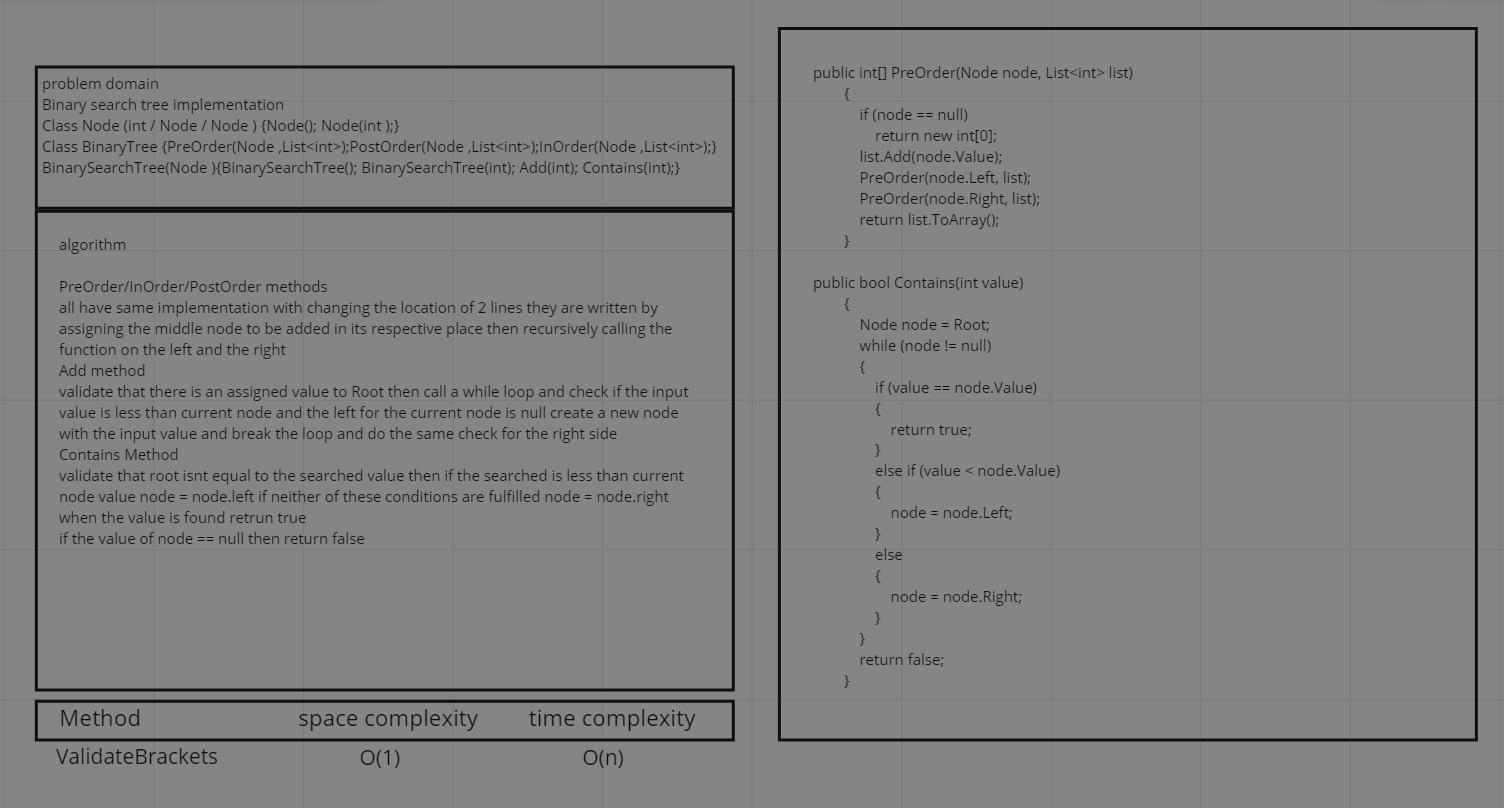 problem domain
Binary search tree implementation
Class Node (int / Node / Node ) {Node(); Node(int );}
Class BinaryTree {PreOrder(Node ,List<int>);PostOrder(Node ,List<int>);InOrder(Node ,List<int>);}
BinarySearchTree(Node ){BinarySearchTree(); BinarySearchTree(int); Add(int); Contains(int);}
algorithm
PreOrder/InOrder/PostOrder methods
all have same implementation with changing the location of 2 lines they are written by
assigning the middle node to be added in its respective place then recursively calling the
function on the left and the right
Add method
validate that there is an assigned value to Root then call a while loop and check if the input
value is less than current node and the left for the current node is null create a new node
with the input value and break the loop and do the same check for the right side
Contains Method
validate that root isnt equal to the searched value then if the searched is less than current
node value node = node.left if neither of these conditions are fulfilled node = node.right
when the value is found retrun true
if the value of node == null then return false
Method space complexity time complexity
ValidateBrackets O(1) O(n)
public int[] PreOrder(Node node, List<int> list)
{
if (node == null)
return new int[0];
list.Add(node.Value);
PreOrder(node.Left, list);
PreOrder(node.Right, list);
return list.ToArray();
}
public bool Contains(int value)
{
Node node = Root;
while (node != null)
{
if (value == node.Value)
{
return true;
}
else if (value < node.Value)
{
node = node.Left;
}
else
{
node = node.Right;
}
}
return false;
}